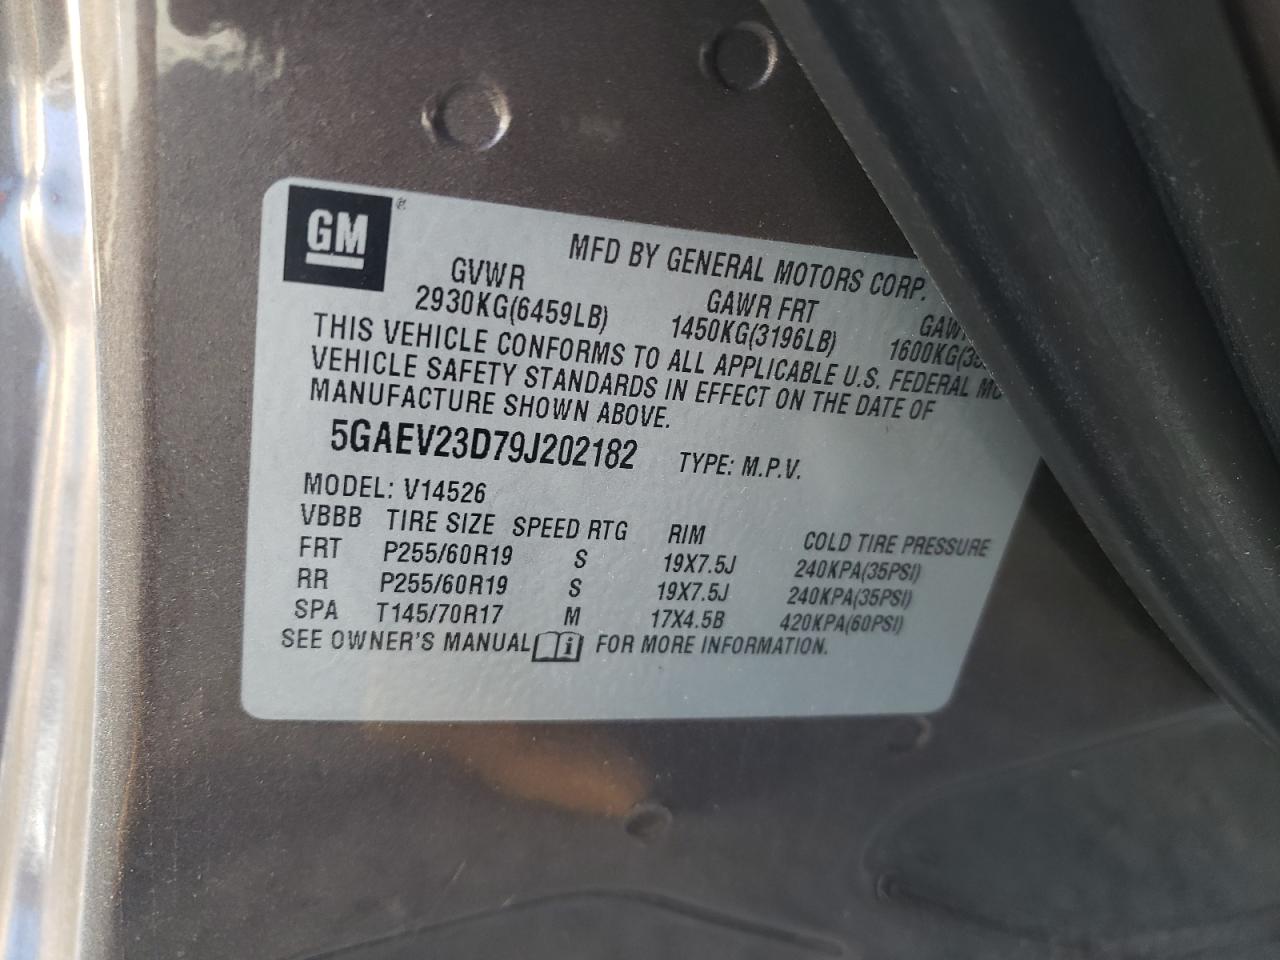 GM ®
MFD BY GENERAL MOTORS CORP.
GVWR GAWR FRT
2930KG(6459LB) 1450KG(3196LB) 1600KG
THIS VEHICLE CONFORMS TO ALL APPLICABLE U.S. FEDERAL
VEHICLE SAFETY STANDARDS IN EFFECT ON THE DATE OF
MANUFACTURE SHOWN ABOVE.
5GAEV23D79J202182 TYPE: M.P.V.
MODEL: V14526
VBBB TIRE SIZE SPEED RTG RIM COLD TIRE PRESSURE
FRT P255/60R19 S 19X7.5J 240KPA(35PSI)
RR P255/60R19 S 19X7.5J 240KPA(35PSI)
SPA T145/70R17 M 17X4.5B 420KPA(60PSI)
SEE OWNER'S MANUAL i FOR MORE INFORMATION.